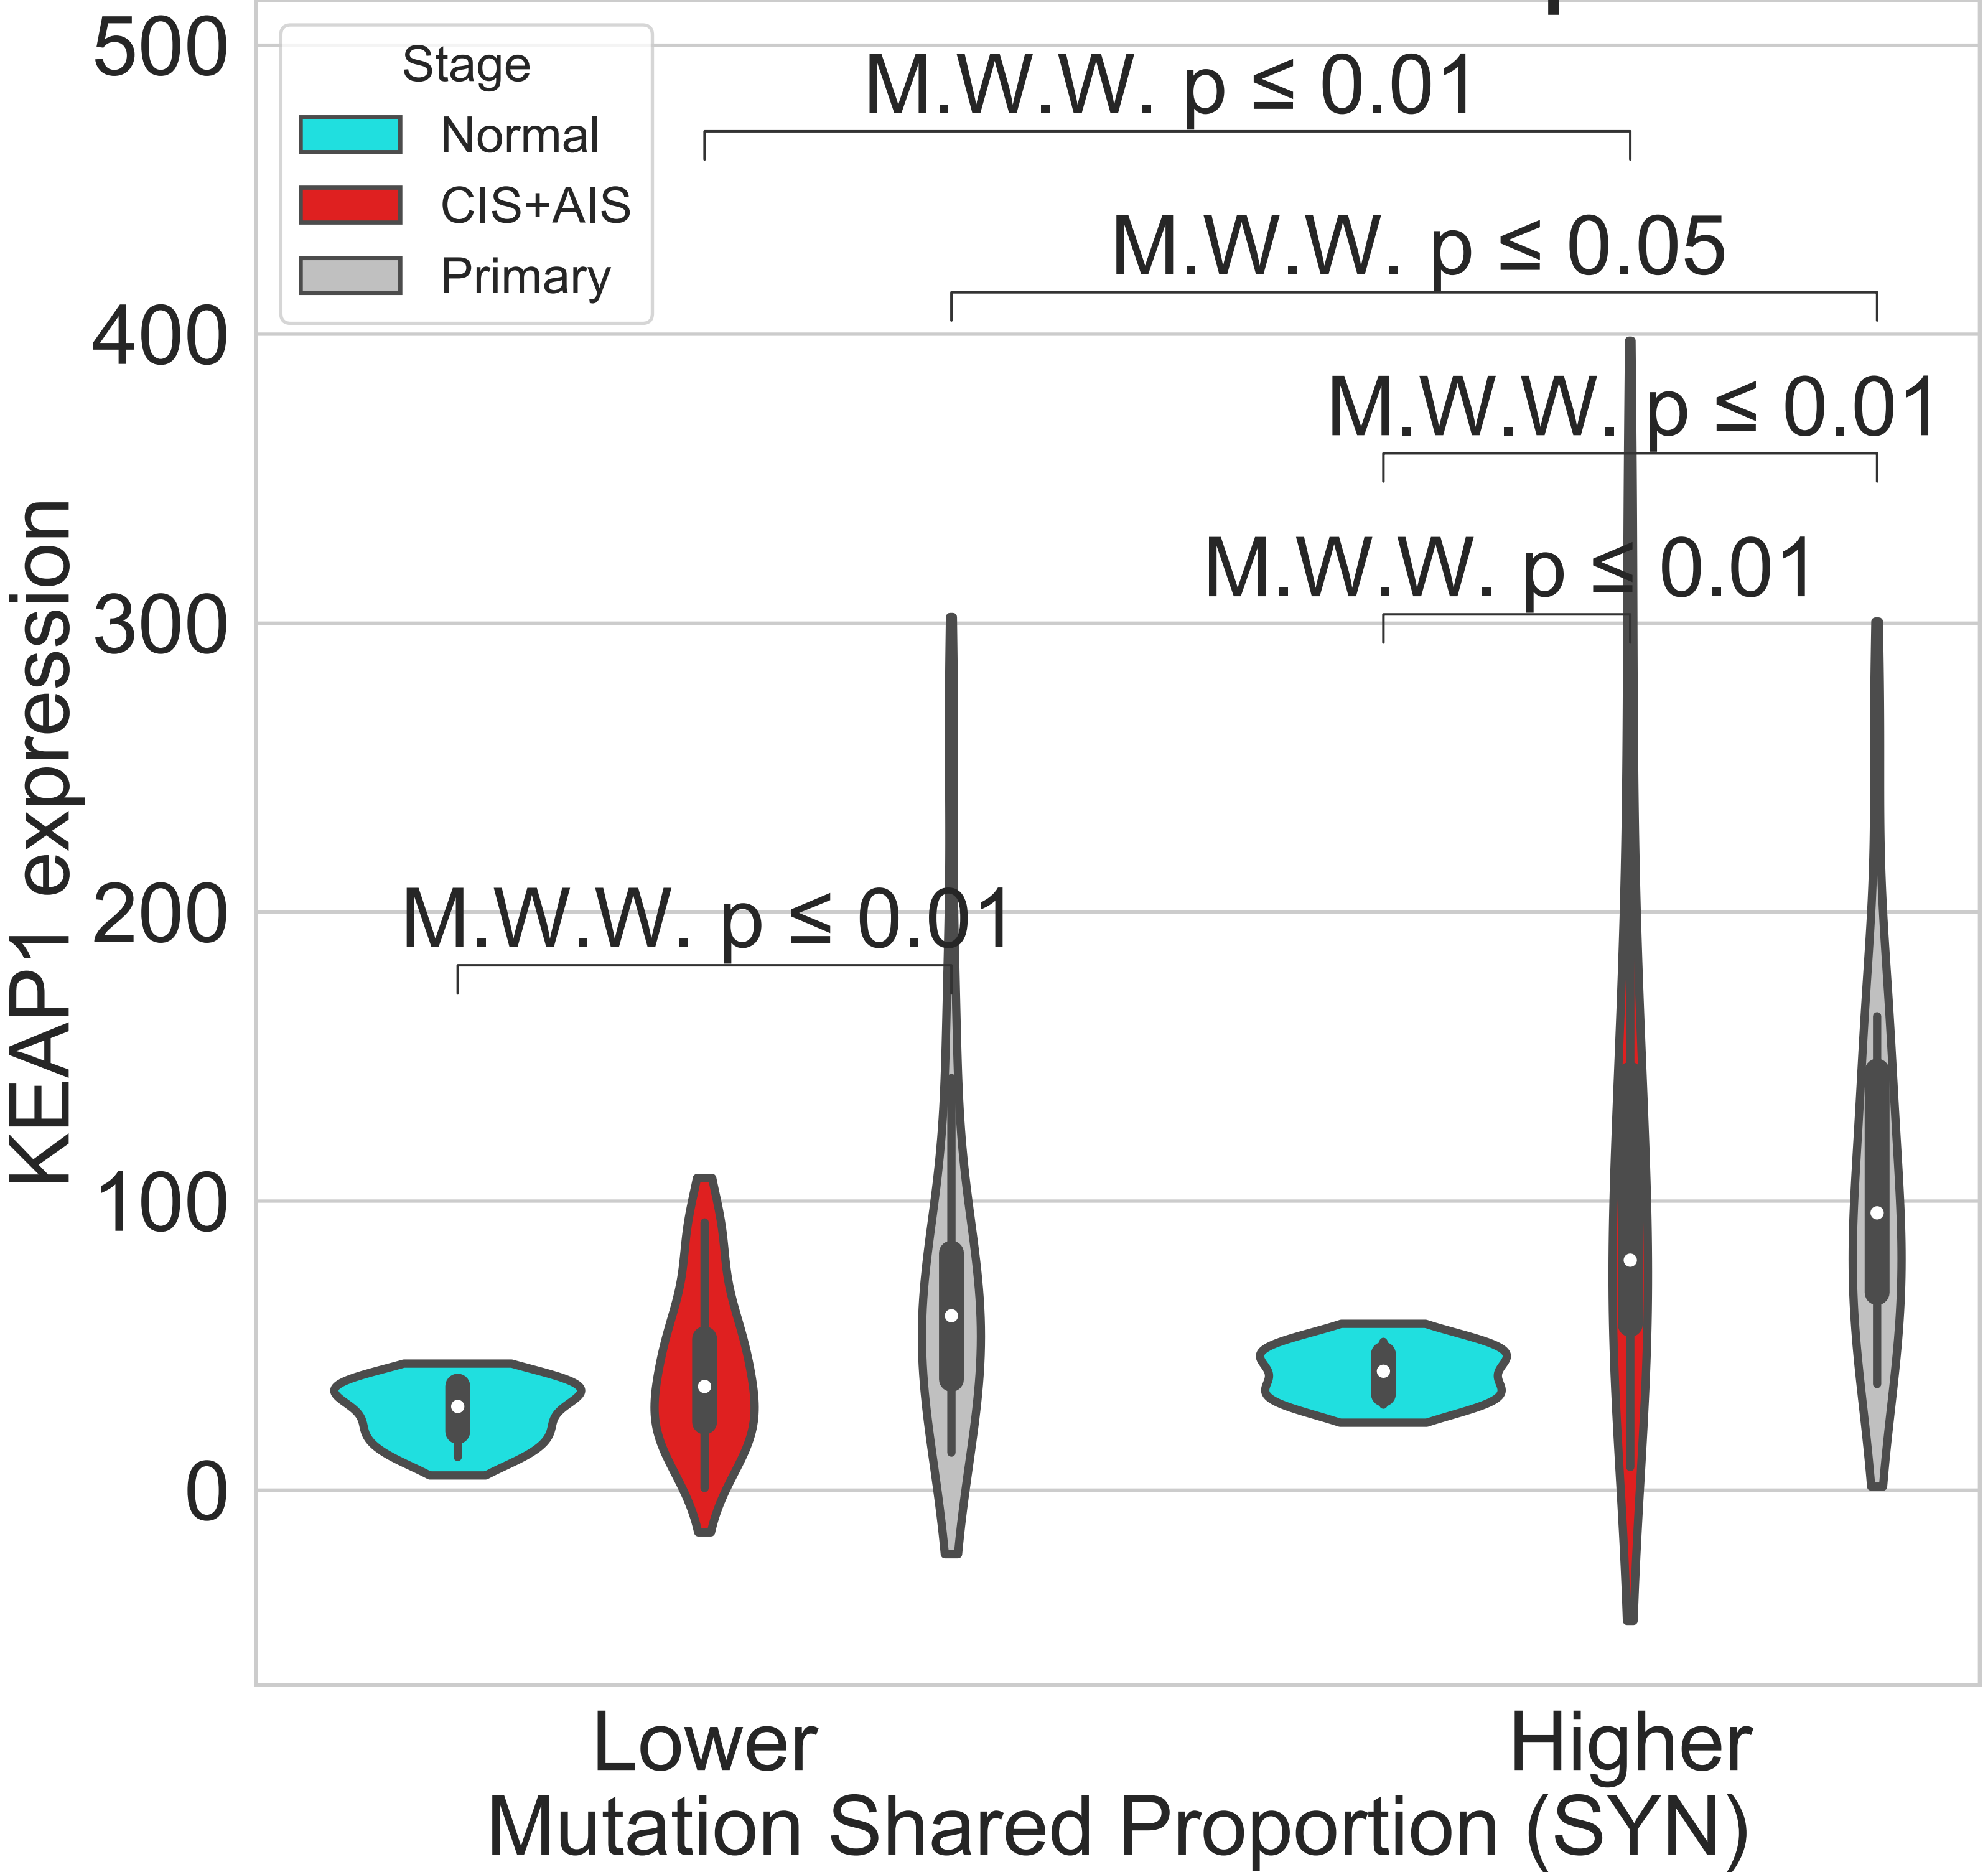 500
400
300
200
100
0
KEAP1 expression
Stage
Normal
CIS+AIS
Primary
M.W.W. p ≤ 0.01
M.W.W. p ≤ 0.05
M.W.W. p ≤ 0.01
M.W.W. p ≤ 0.01
M.W.W. p ≤ 0.01
Lower
Higher
Mutation Shared Proportion (SYN)